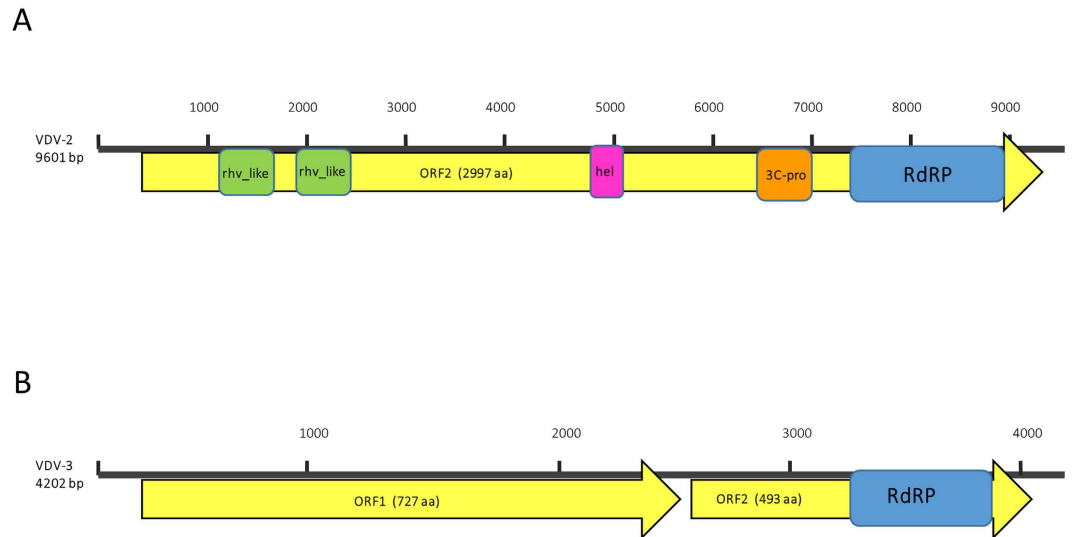 A
1000 2000 3000 4000 5000 6000 7000 8000 9000
VDV-2
9601 bp
rhv_like rhv_like ORF2 (2997 aa) hel 3C-pro RdRP
B
1000 2000 3000 4000
VDV-3
4202 bp
ORF1 (727 aa) ORF2 (493 aa) RdRP